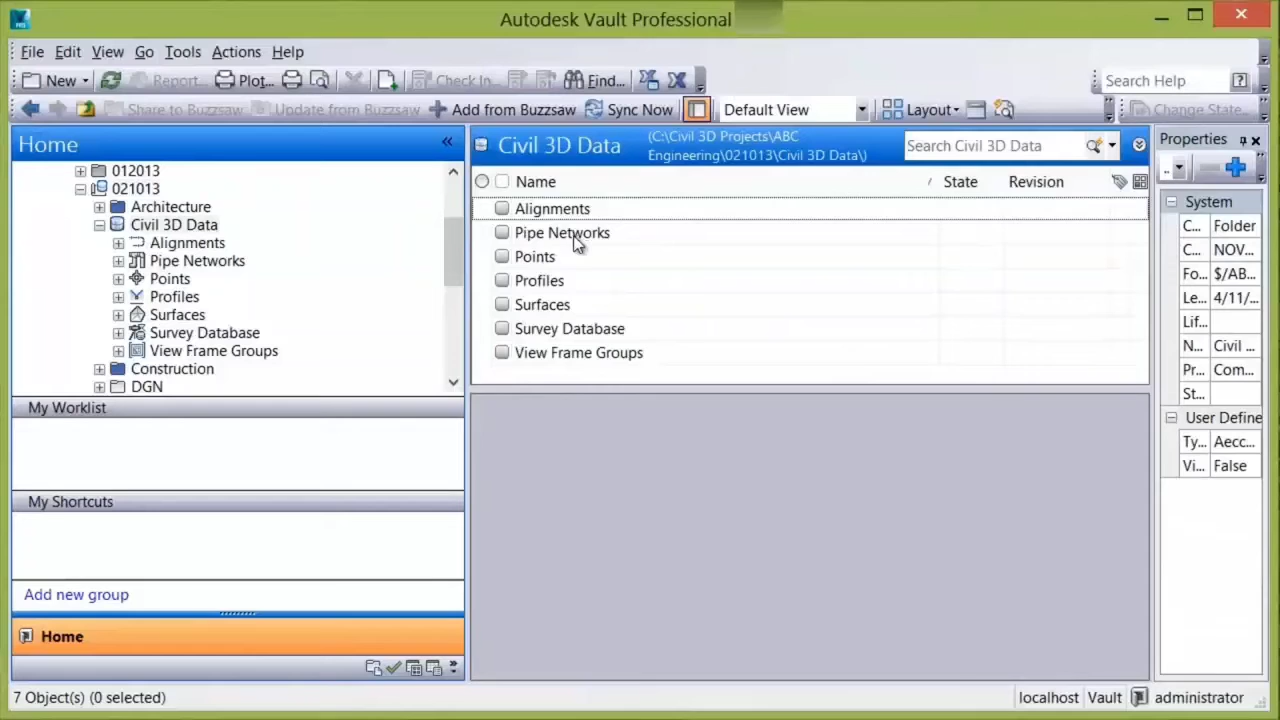 Autodesk Vault Professional
File Edit View Go Tools Actions Help
New Report... Plot... Check In... Find... Search Help
Share to Buzzsaw Update from Buzzsaw Add from Buzzsaw Sync Now Default View Layout Change State...
Home
012013
021013
Architecture
Civil 3D Data
Alignments
Pipe Networks
Points
Profiles
Surfaces
Survey Database
View Frame Groups
Construction
DGN
My Worklist
My Shortcuts
Add new group
Home
Civil 3D Data (C:\Civil 3D Projects\ABC
Engineering\021013\Civil 3D Data\)
Search Civil 3D Data
Name State Revision
Alignments
Pipe Networks
Points
Profiles
Surfaces
Survey Database
View Frame Groups
Properties
..
System
C... Folder
C... NOV...
Fo... $/AB...
Le... 4/11/...
Lif...
N... Civil ...
Pr... Com...
St...
User Define
Ty... Aecc...
Vi... False
7 Object(s) (0 selected) localhost Vault administrator